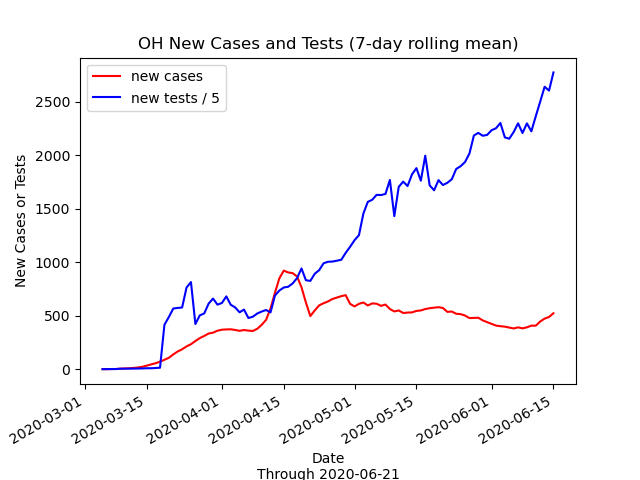 OH New Cases and Tests (7-day rolling mean)
new cases
new tests / 5
New Cases or Tests
2500
2000
1500
1000
500
0
2020-03-01
2020-03-15
2020-04-01
2020-04-15
2020-05-01
2020-05-15
2020-06-01
2020-06-15
Date
Through 2020-06-21